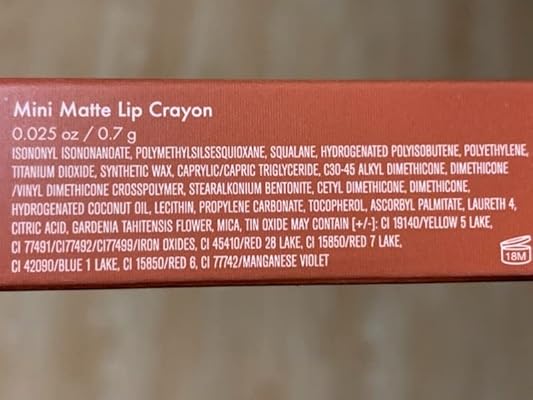 Mini Matte Lip Crayon
0.025 oz / 0.7 g
ISONONYL ISONONANOATE, POLYMETHYLSILSESQUIOXANE, SQUALANE, HYDROGENATED POLYISOBUTENE, POLYETHYLENE,
TITANIUM DIOXIDE, SYNTHETIC WAX, CAPRYLIC/CAPRIC TRIGLYCERIDE, C30-45 ALKYL DIMETHICONE, DIMETHICONE
/VINYL DIMETHICONE CROSSPOLYMER, STEARALKONIUM BENTONITE, CETYL DIMETHICONE, DIMETHICONE,
HYDROGENATED COCONUT OIL, LECITHIN, PROPYLENE CARBONATE, TOCOPHEROL, ASCORBYL PALMITATE, LAURETH 4,
CITRIC ACID, GARDENIA TAHITENSIS FLOWER, MICA, TIN OXIDE MAY CONTAIN [+/-]: CI 19140/YELLOW 5 LAKE,
CI 77491/CI77492/CI77499/IRON OXIDES, CI 45410/RED 28 LAKE, CI 15850/RED 7 LAKE,
CI 42090/BLUE 1 LAKE, CI 15850/RED 6, CI 77742/MANGANESE VIOLET
18M